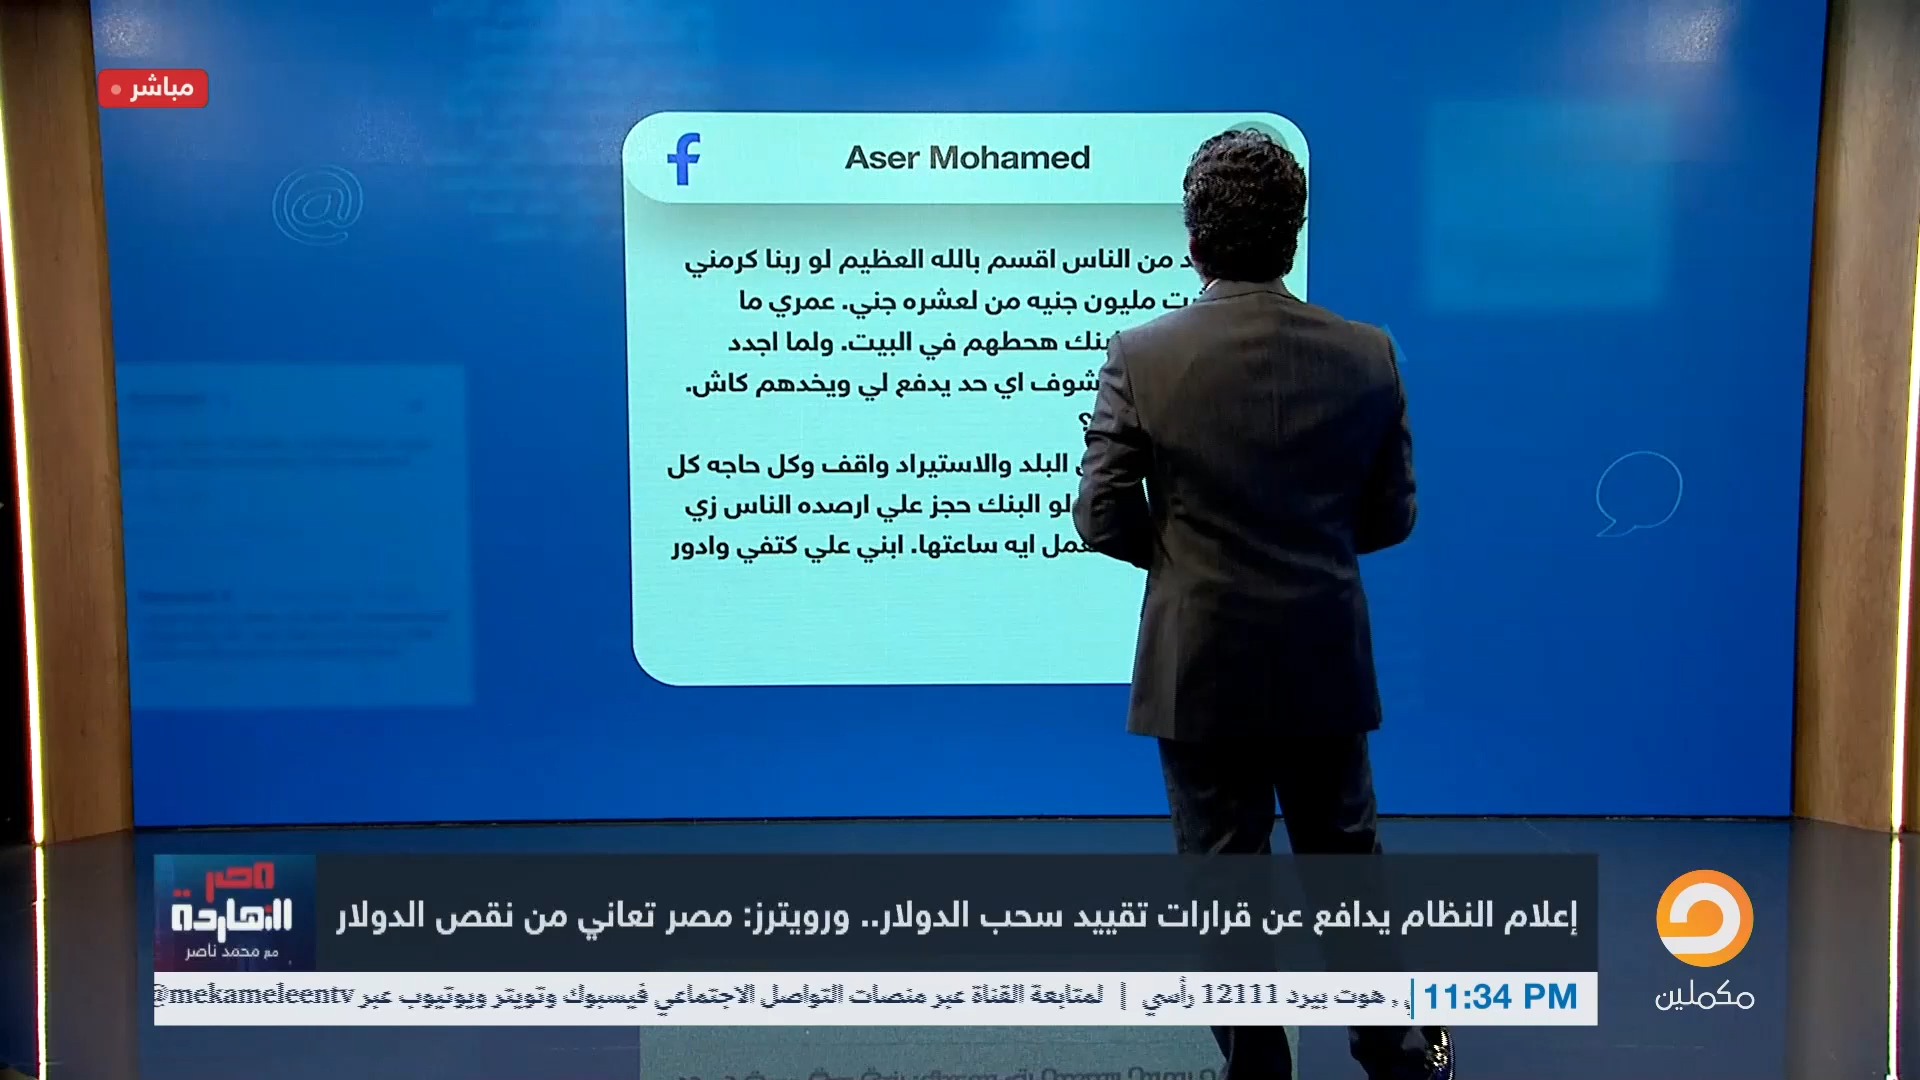 مباشر
Aser Mohamed
من الناس اقسم بالله العظيم لو ربنا كرمني
مليون جنيه من لعشره جني. عمري ما
هحطهم في البيت. ولما اجدد
اي حد يدفع لي ويخدهم كاش.
؟
البلد والاستيراد واقف وكل حاجه كل
لو البنك حجز علي ارصده الناس زي
ايه ساعتها. ابني علي كتفي وادور
مصر
النهاردة
مع محمد ناصر
إعلام النظام يدافع عن قرارات تقييد سحب الدولار.. ورويترز: مصر تعاني من نقص الدولار
11:34 PM
, هوت بيرد 12111 رأسي | لمتابعة القناة عبر منصات التواصل الاجتماعي فيسبوك وتويتر ويوتيوب عبر @mekameleentv
مكملين